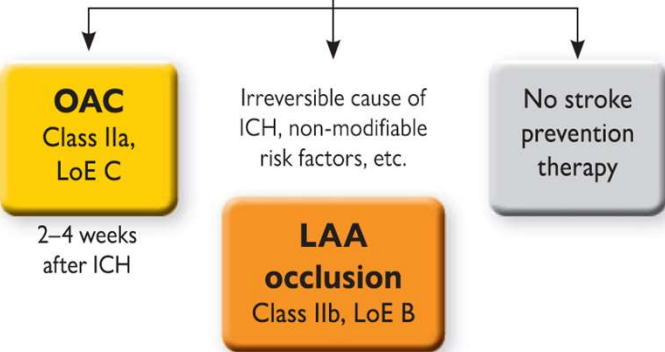 OAC
Class IIa,
LoE C
2–4 weeks
after ICH
Irreversible cause of
ICH, non-modifiable
risk factors, etc.
LAA
occlusion
Class IIb, LoE B
No stroke
prevention
therapy